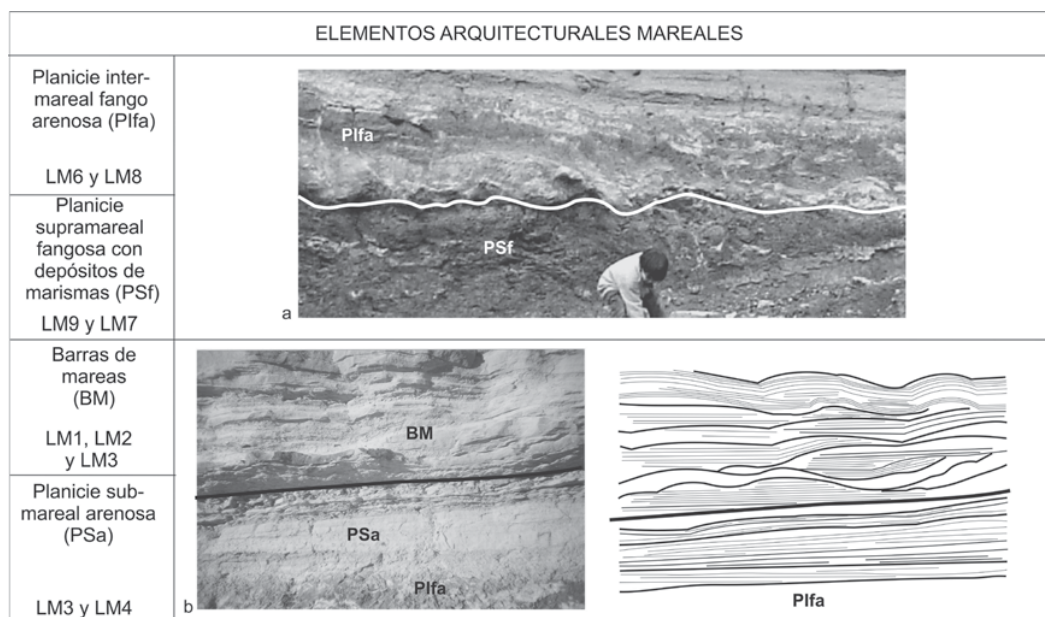 ELEMENTOS ARQUITECTURALES MAREALES
Planicie inter-
mareal fango
arenosa (PIfa)
LM6 y LM8
Planicie
supramareal
fangosa con
depósitos de
marismas (PSf)
LM9 y LM7
PIfa
PSf
a
Barras de
mareas
(BM)
LM1, LM2
y LM3
Planicie sub-
mareal arenosa
(PSa)
LM3 y LM4
BM
PSa
PIfa
b
PIfa